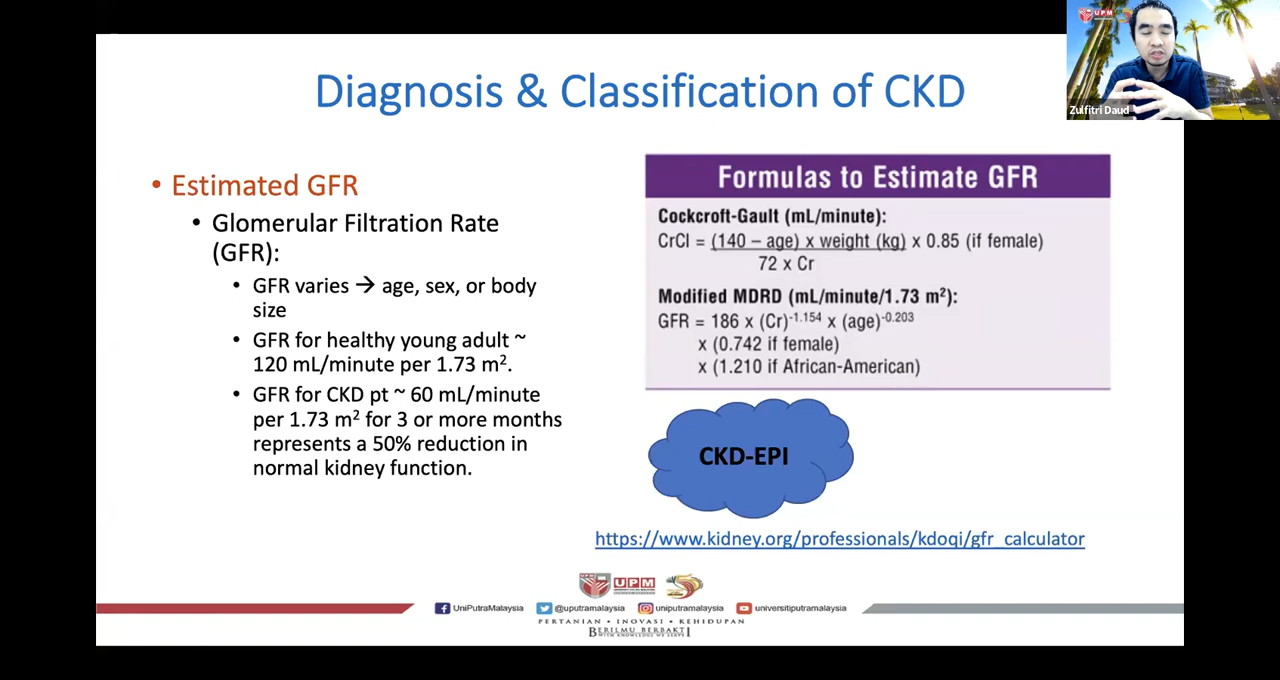 Diagnosis & Classification of CKD
UPM
Zulfitri Daud
• Estimated GFR
• Glomerular Filtration Rate
(GFR):
• GFR varies → age, sex, or body
size
• GFR for healthy young adult ~
120 mL/minute per 1.73 m².
• GFR for CKD pt ~ 60 mL/minute
per 1.73 m² for 3 or more months
represents a 50% reduction in
normal kidney function.
Formulas to Estimate GFR
Cockcroft-Gault (mL/minute):
CrCl = (140 – age) x weight (kg) x 0.85 (if female)
72 x Cr
Modified MDRD (mL/minute/1.73 m²):
GFR = 186 x (Cr)⁻¹·¹⁵⁴ x (age)⁻⁰·²⁰³
x (0.742 if female)
x (1.210 if African-American)
CKD-EPI
https://www.kidney.org/professionals/kdoqi/gfr_calculator
UPM
UniPutraMalaysia @uputramalaysia uniputramalaysia universitiputramalaysia
PERTANIAN • INOVASI • KEHIDUPAN
BERILMU BERBAKTI
WITH KNOWLEDGE WE SERVE